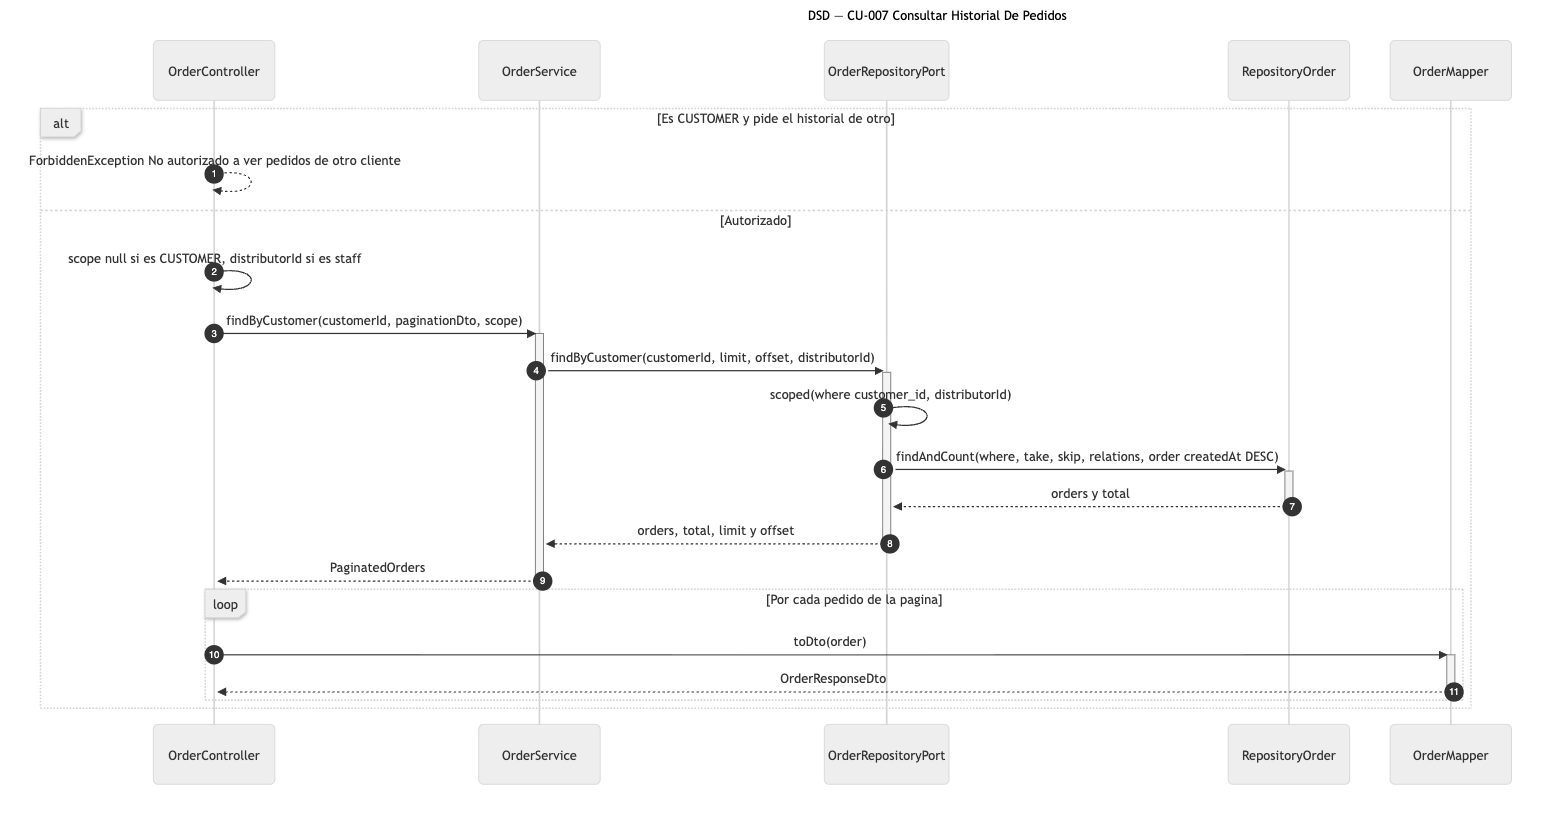 DSD — CU-007 Consultar Historial De Pedidos
OrderController
OrderService
OrderRepositoryPort
RepositoryOrder
OrderMapper
alt
[Es CUSTOMER y pide el historial de otro]
ForbiddenException No autorizado a ver pedidos de otro cliente
1
[Autorizado]
scope null si es CUSTOMER, distributorId si es staff
2
findByCustomer(customerId, paginationDto, scope)
3
findByCustomer(customerId, limit, offset, distributorId)
4
scoped(where customer_id, distributorId)
5
findAndCount(where, take, skip, relations, order createdAt DESC)
6
orders y total
7
orders, total, limit y offset
8
PaginatedOrders
9
loop
[Por cada pedido de la pagina]
toDto(order)
10
OrderResponseDto
11
OrderController
OrderService
OrderRepositoryPort
RepositoryOrder
OrderMapper